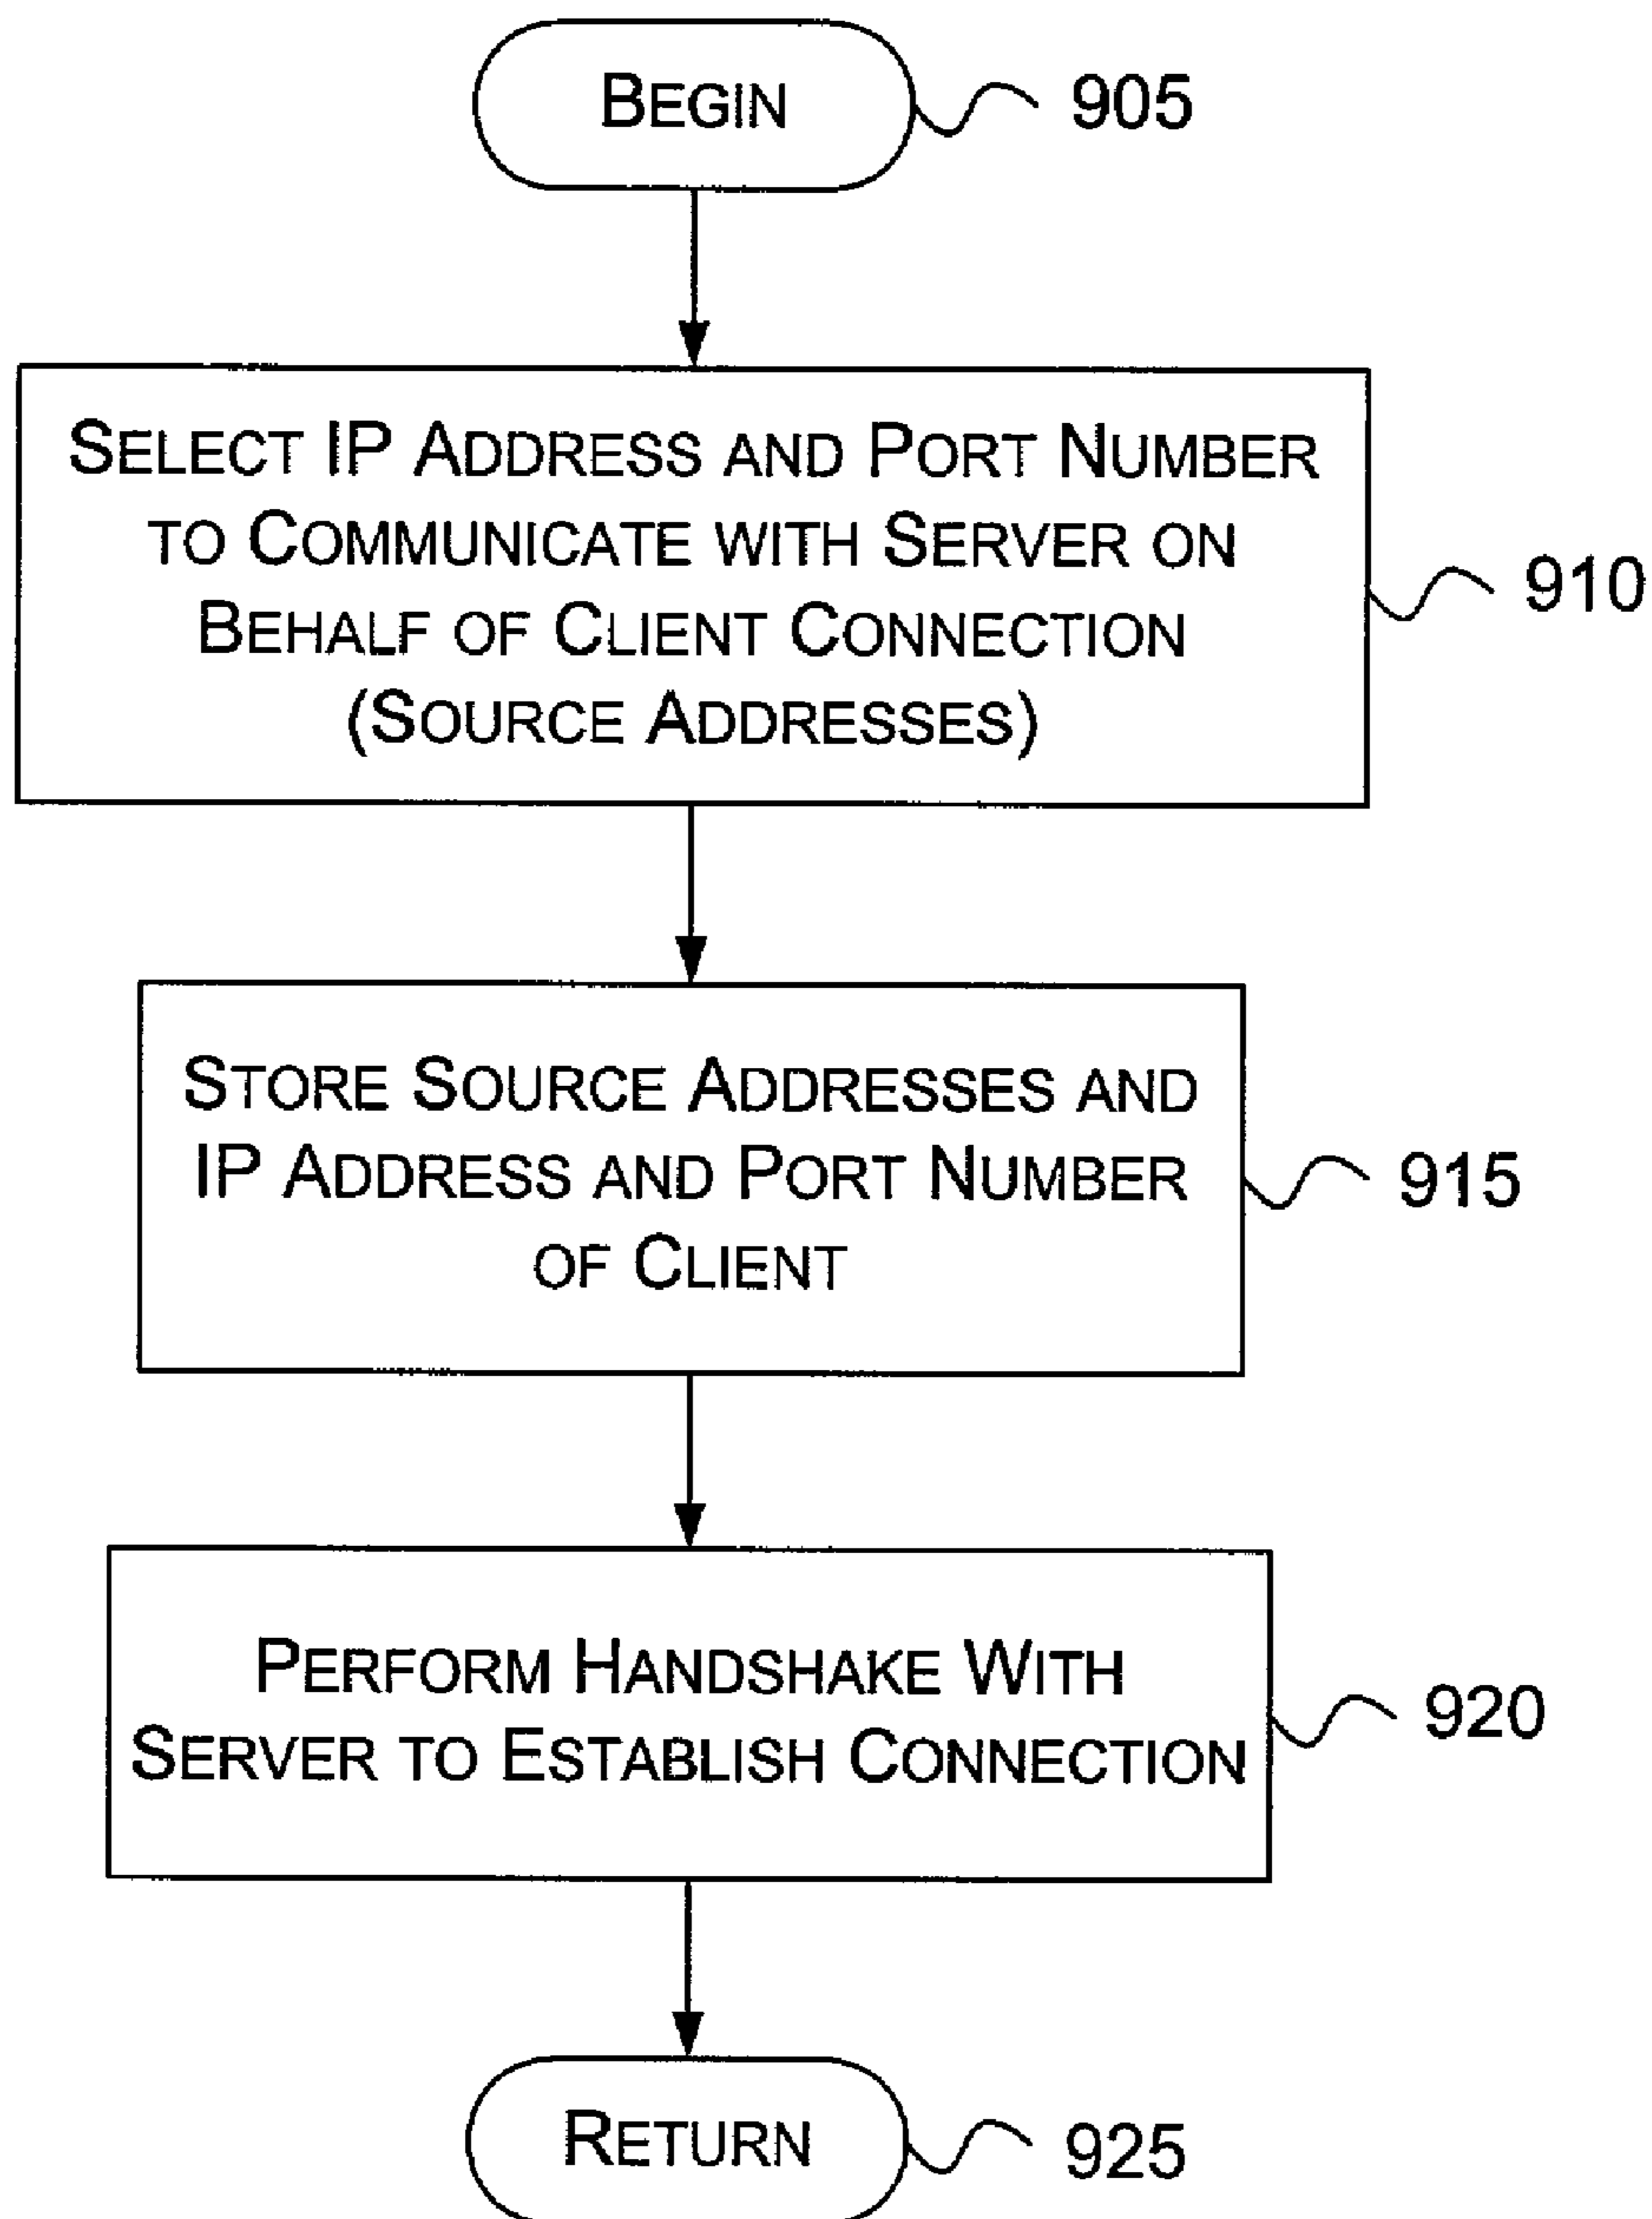 BEGIN
905
SELECT IP ADDRESS AND PORT NUMBER
TO COMMUNICATE WITH SERVER ON
BEHALF OF CLIENT CONNECTION
(SOURCE ADDRESSES)
910
STORE SOURCE ADDRESSES AND
IP ADDRESS AND PORT NUMBER
OF CLIENT
915
PERFORM HANDSHAKE WITH
SERVER TO ESTABLISH CONNECTION
920
RETURN
925